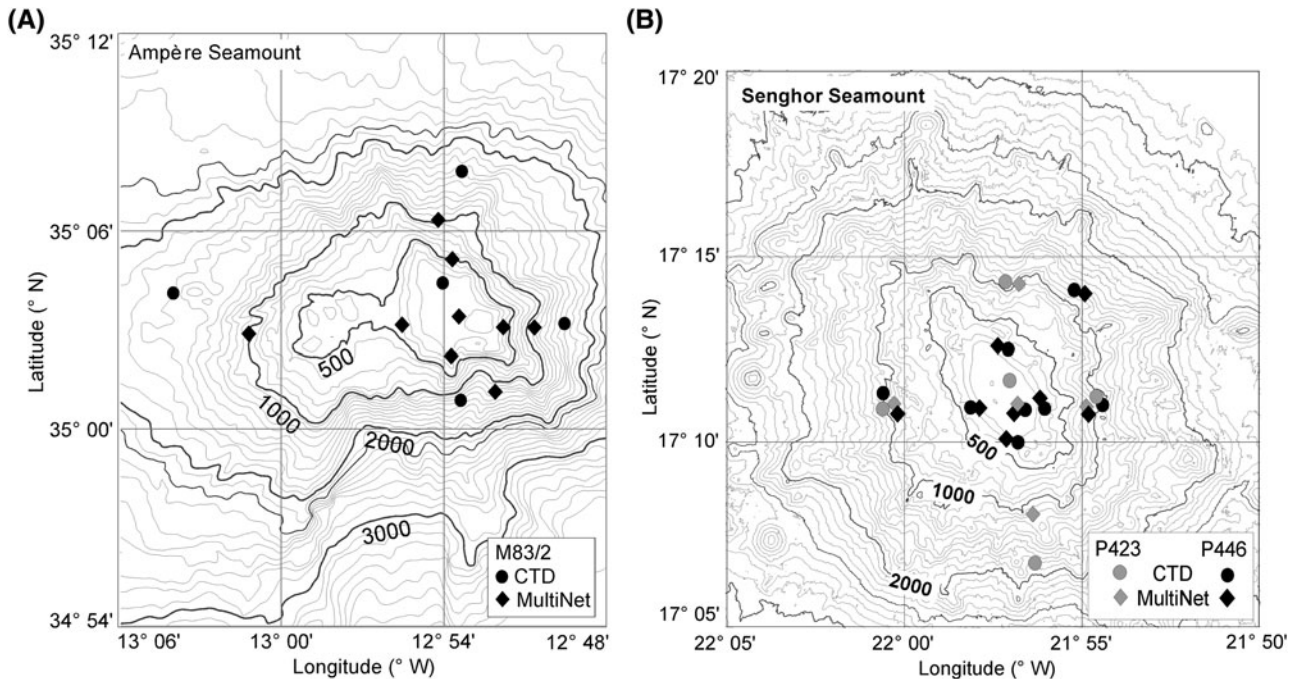 (A)
Ampère Seamount
35° 12'
35° 06'
35° 00'
34° 54'
Latitude (° N)
500
1000
2000
3000
M83/2
CTD
MultiNet
13° 06'
13° 00'
12° 54'
12° 48'
Longitude (° W)
(B)
Senghor Seamount
17° 20'
17° 15'
17° 10'
17° 05'
Latitude (° N)
500
1000
2000
P423 P446
CTD
MultiNet
22° 05'
22° 00'
21° 55'
21° 50'
Longitude (° W)